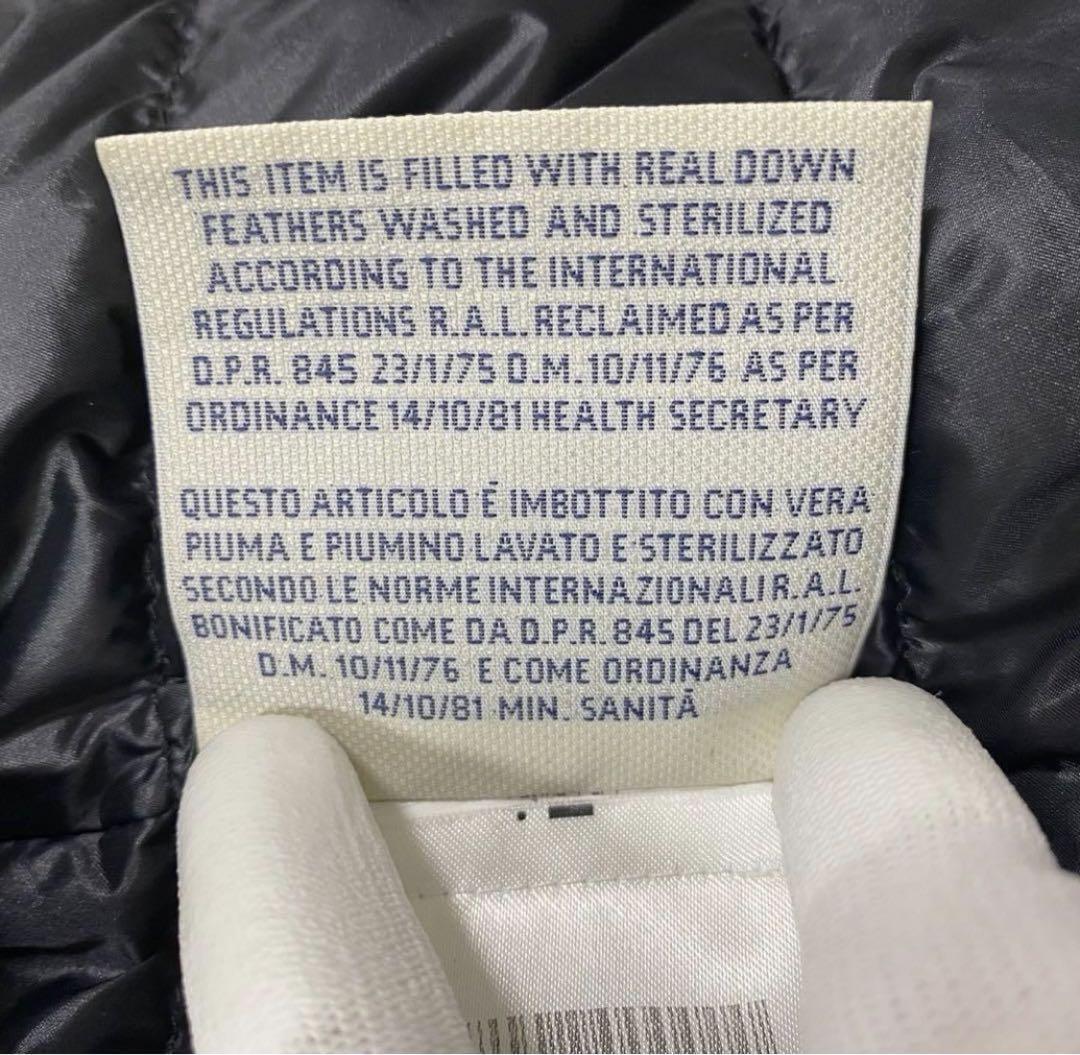 THIS ITEM IS FILLED WITH REAL DOWN
FEATHERS WASHED AND STERILIZED
ACCORDING TO THE INTERNATIONAL
REGULATIONS R.A.L. RECLAIMED AS PER
D.P.R. 845 23/1/75 D.M. 10/11/76 AS PER
ORDINANCE 14/10/81 HEALTH SECRETARY
QUESTO ARTICOLO É IMBOTTITO CON VERA
PIUMA E PIUMINO LAVATO E STERILIZZATO
SECONDO LE NORME INTERNAZIONALI R.A.L.
BONIFICATO COME DA D.P.R. 845 DEL 23/1/75
D.M. 10/11/76 E COME ORDINANZA
14/10/81 MIN. SANITÁ